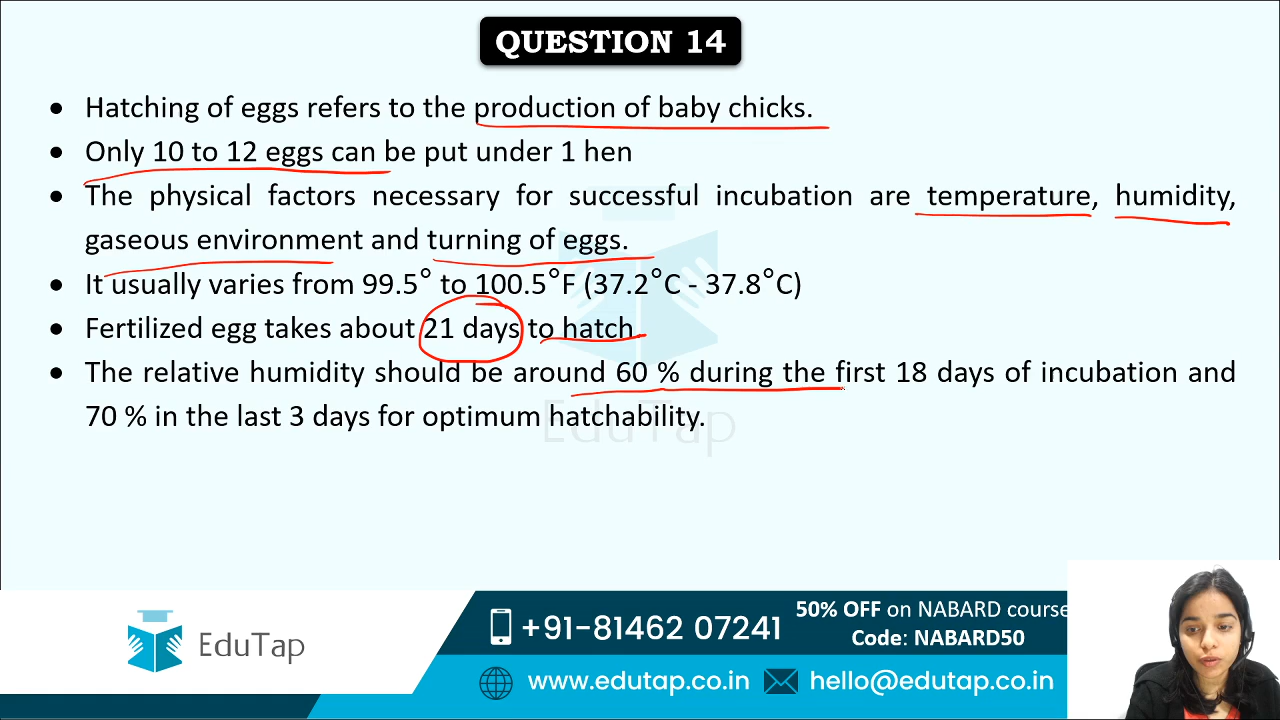 QUESTION 14
• Hatching of eggs refers to the production of baby chicks.
• Only 10 to 12 eggs can be put under 1 hen
• The physical factors necessary for successful incubation are temperature, humidity,
gaseous environment and turning of eggs.
• It usually varies from 99.5° to 100.5°F (37.2°C - 37.8°C)
• Fertilized egg takes about 21 days to hatch
• The relative humidity should be around 60 % during the first 18 days of incubation and
70 % in the last 3 days for optimum hatchability.
EduTap
EduTap
+91-81462 07241
50% OFF on NABARD course
Code: NABARD50
www.edutap.co.in
hello@edutap.co.in